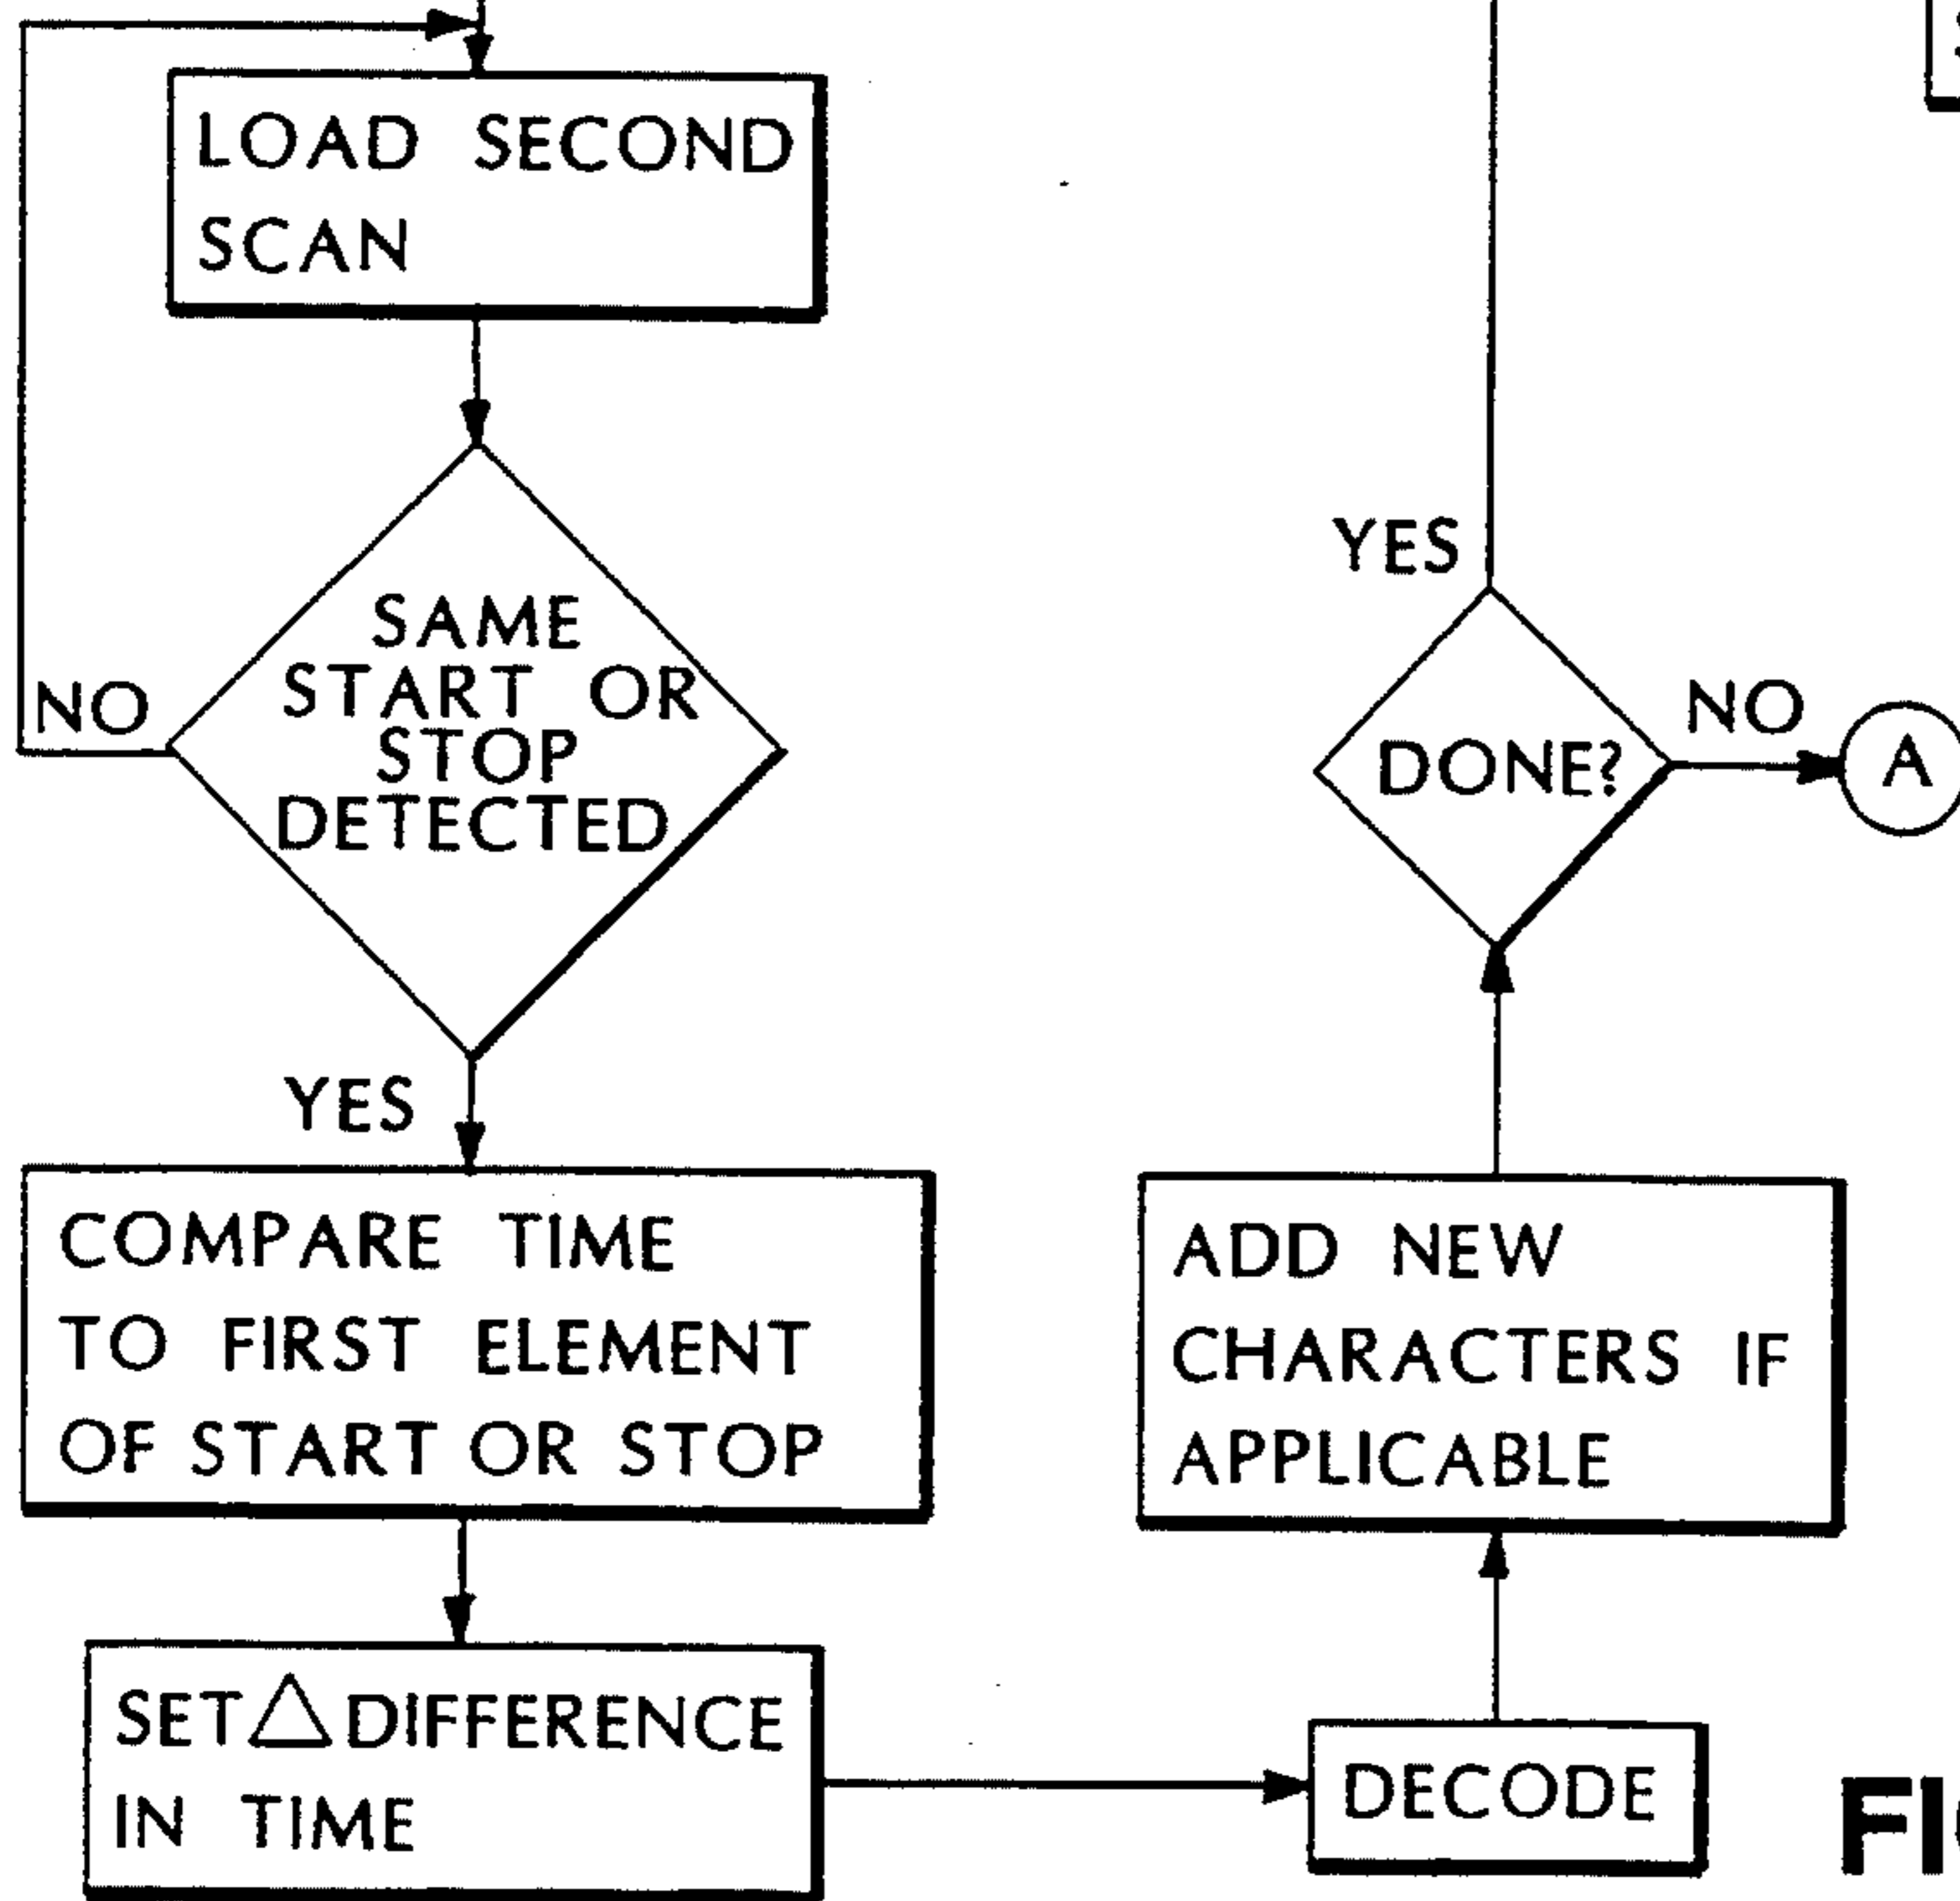 LOAD SECOND
SCAN
SAME
START OR
STOP
DETECTED
NO
YES
COMPARE TIME
TO FIRST ELEMENT
OF START OR STOP
SET△DIFFERENCE
IN TIME
DECODE
ADD NEW
CHARACTERS IF
APPLICABLE
DONE?
YES
NO
A